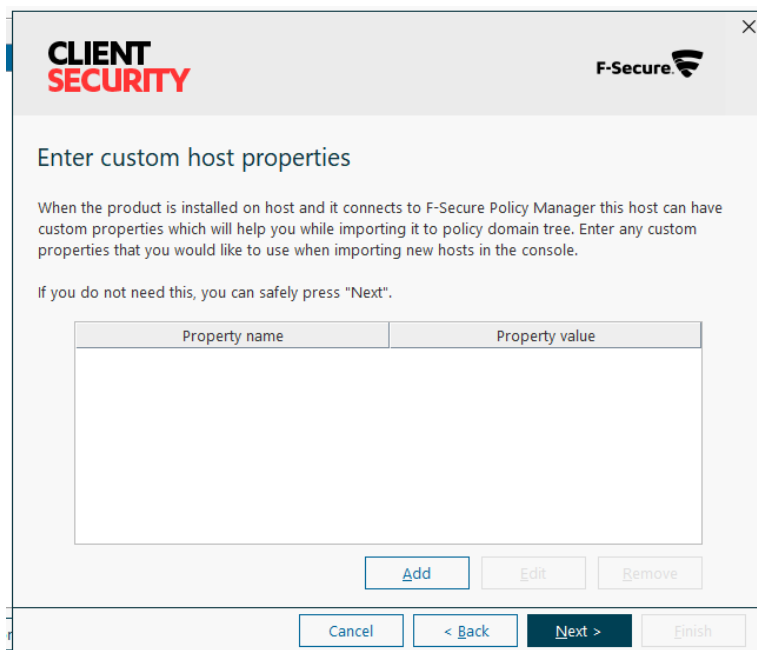 CLIENT
SECURITY
F-Secure.
Enter custom host properties
When the product is installed on host and it connects to F-Secure Policy Manager this host can have
custom properties which will help you while importing it to policy domain tree. Enter any custom
properties that you would like to use when importing new hosts in the console.
If you do not need this, you can safely press "Next".
Property name Property value
Add Edit Remove
Cancel < Back Next > Finish